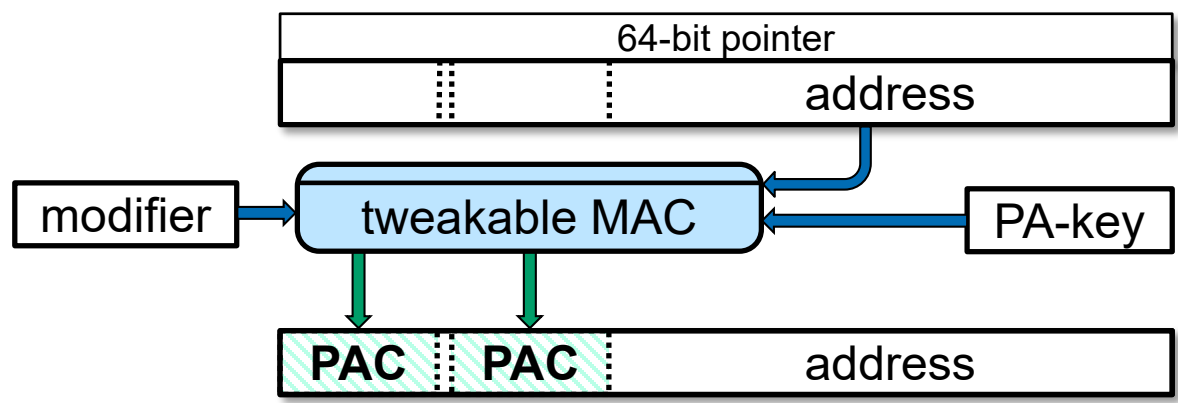 64-bit pointer
address
modifier
tweakable MAC
PA-key
PAC PAC address